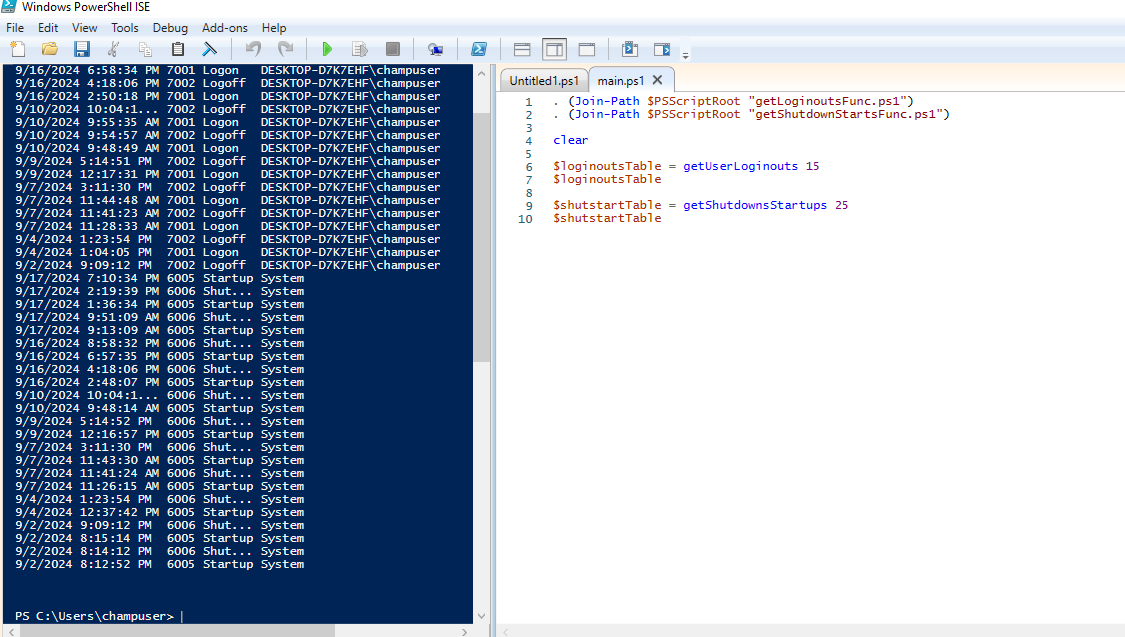 Windows PowerShell ISE
File Edit View Tools Debug Add-ons Help
9/16/2024 6:58:34 PM 7001 Logon DESKTOP-D7K7EHF\champuser
9/16/2024 4:18:06 PM 7002 Logoff DESKTOP-D7K7EHF\champuser
9/16/2024 2:50:18 PM 7001 Logon DESKTOP-D7K7EHF\champuser
9/10/2024 10:04:1... 7002 Logoff DESKTOP-D7K7EHF\champuser
9/10/2024 9:55:35 AM 7001 Logon DESKTOP-D7K7EHF\champuser
9/10/2024 9:54:57 AM 7002 Logoff DESKTOP-D7K7EHF\champuser
9/10/2024 9:48:49 AM 7001 Logon DESKTOP-D7K7EHF\champuser
9/9/2024 5:14:51 PM 7002 Logoff DESKTOP-D7K7EHF\champuser
9/9/2024 12:17:31 PM 7001 Logon DESKTOP-D7K7EHF\champuser
9/7/2024 3:11:30 PM 7002 Logoff DESKTOP-D7K7EHF\champuser
9/7/2024 11:44:48 AM 7001 Logon DESKTOP-D7K7EHF\champuser
9/7/2024 11:41:23 AM 7002 Logoff DESKTOP-D7K7EHF\champuser
9/7/2024 11:28:33 AM 7001 Logon DESKTOP-D7K7EHF\champuser
9/4/2024 1:23:54 PM 7002 Logoff DESKTOP-D7K7EHF\champuser
9/4/2024 1:04:05 PM 7001 Logon DESKTOP-D7K7EHF\champuser
9/2/2024 9:09:12 PM 7002 Logoff DESKTOP-D7K7EHF\champuser
9/17/2024 7:10:34 PM 6005 Startup System
9/17/2024 2:19:39 PM 6006 Shut... System
9/17/2024 1:36:34 PM 6005 Startup System
9/17/2024 9:51:09 AM 6006 Shut... System
9/17/2024 9:13:09 AM 6005 Startup System
9/16/2024 8:58:32 PM 6006 Shut... System
9/16/2024 6:57:35 PM 6005 Startup System
9/16/2024 4:18:06 PM 6006 Shut... System
9/16/2024 2:48:07 PM 6005 Startup System
9/10/2024 10:04:1... 6006 Shut... System
9/10/2024 9:48:14 AM 6005 Startup System
9/9/2024 5:14:52 PM 6006 Shut... System
9/9/2024 12:16:57 PM 6005 Startup System
9/7/2024 3:11:30 PM 6006 Shut... System
9/7/2024 11:43:30 AM 6005 Startup System
9/7/2024 11:41:24 AM 6006 Shut... System
9/7/2024 11:26:15 AM 6005 Startup System
9/4/2024 1:23:54 PM 6006 Shut... System
9/4/2024 12:37:42 PM 6005 Startup System
9/2/2024 9:09:12 PM 6006 Shut... System
9/2/2024 8:15:14 PM 6005 Startup System
9/2/2024 8:14:12 PM 6006 Shut... System
9/2/2024 8:12:52 PM 6005 Startup System
PS C:\Users\champuser>
Untitled1.ps1 main.ps1
1 . (Join-Path $PSScriptRoot "getLoginoutsFunc.ps1")
2 . (Join-Path $PSScriptRoot "getShutdownStartsFunc.ps1")
3
4 clear
5
6 $loginoutsTable = getUserLoginouts 15
7 $loginoutsTable
8
9 $shutstartTable = getShutdownsStartups 25
10 $shutstartTable